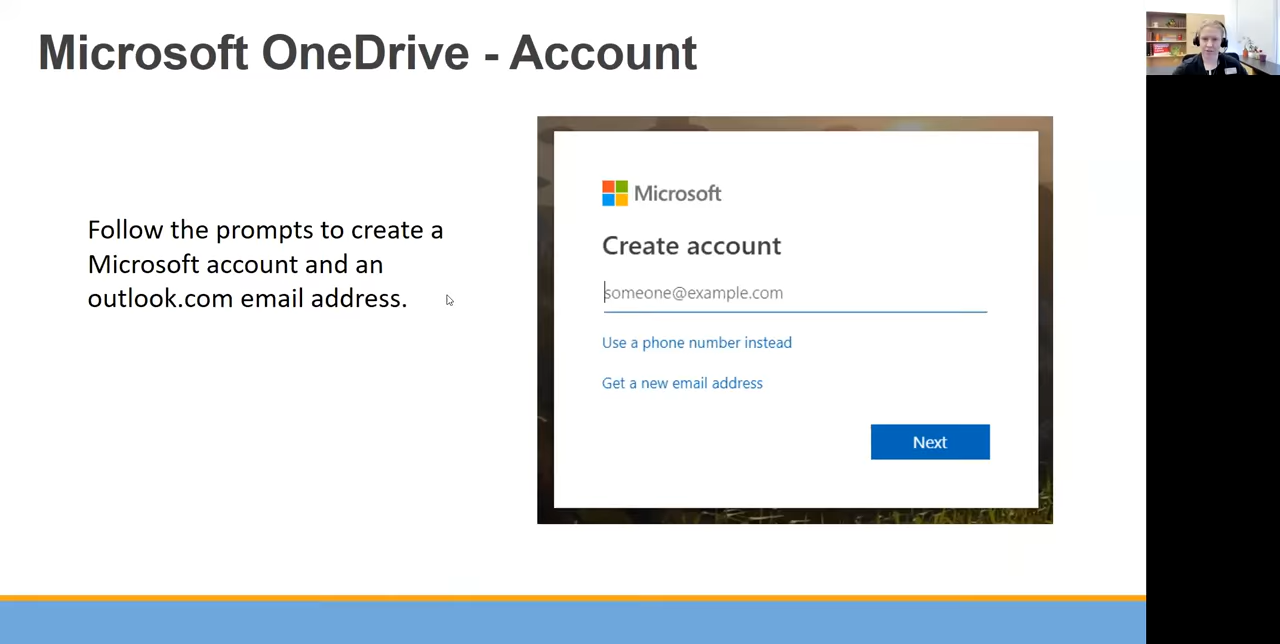 Microsoft OneDrive - Account
Follow the prompts to create a
Microsoft account and an
outlook.com email address.
Microsoft
Create account
someone@example.com
Use a phone number instead
Get a new email address
Next